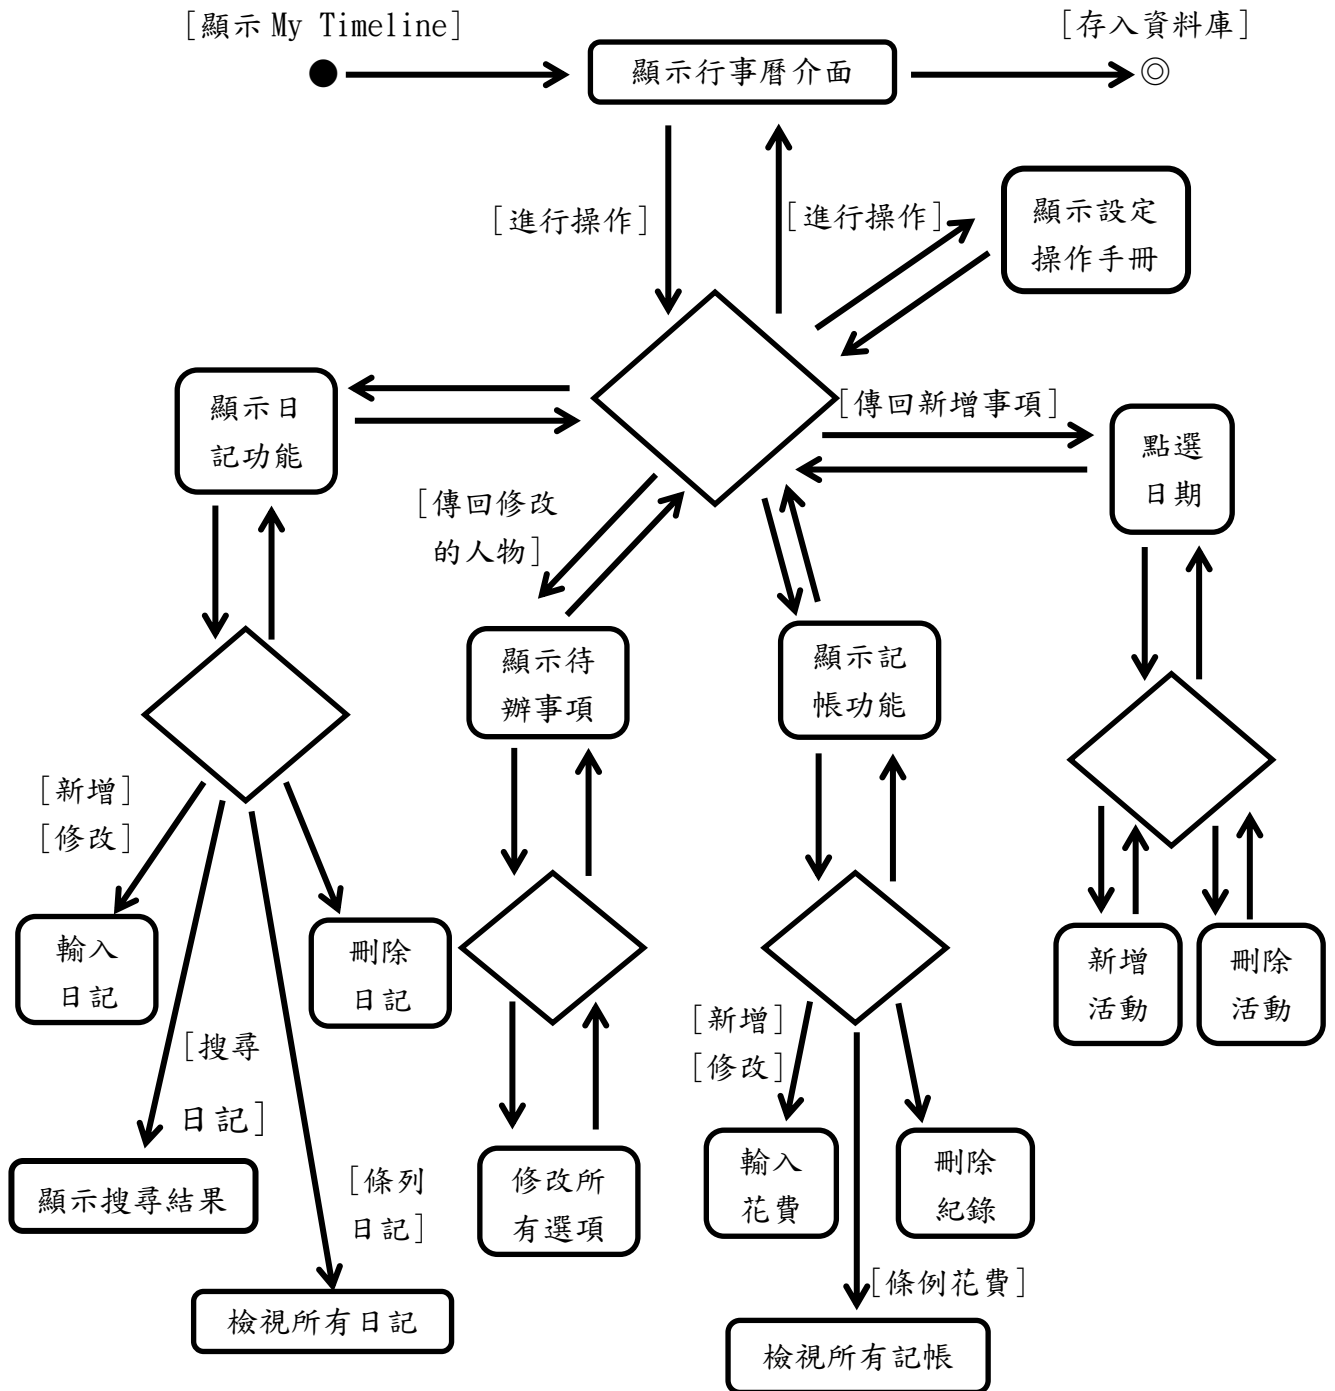 [顯示 My Timeline]
[存入資料庫]
顯示行事曆介面
[進行操作]
[進行操作]
顯示設定
操作手冊
顯示日
記功能
[傳回新增事項]
點選
日期
[傳回修改
的人物]
顯示待
辦事項
顯示記
帳功能
[新增]
[修改]
輸入
日記
刪除
日記
新增
活動
刪除
活動
[搜尋
日記]
[新增]
[修改]
顯示搜尋結果
[條列
日記]
修改所
有選項
輸入
花費
刪除
紀錄
[條例花費]
檢視所有日記
檢視所有記帳